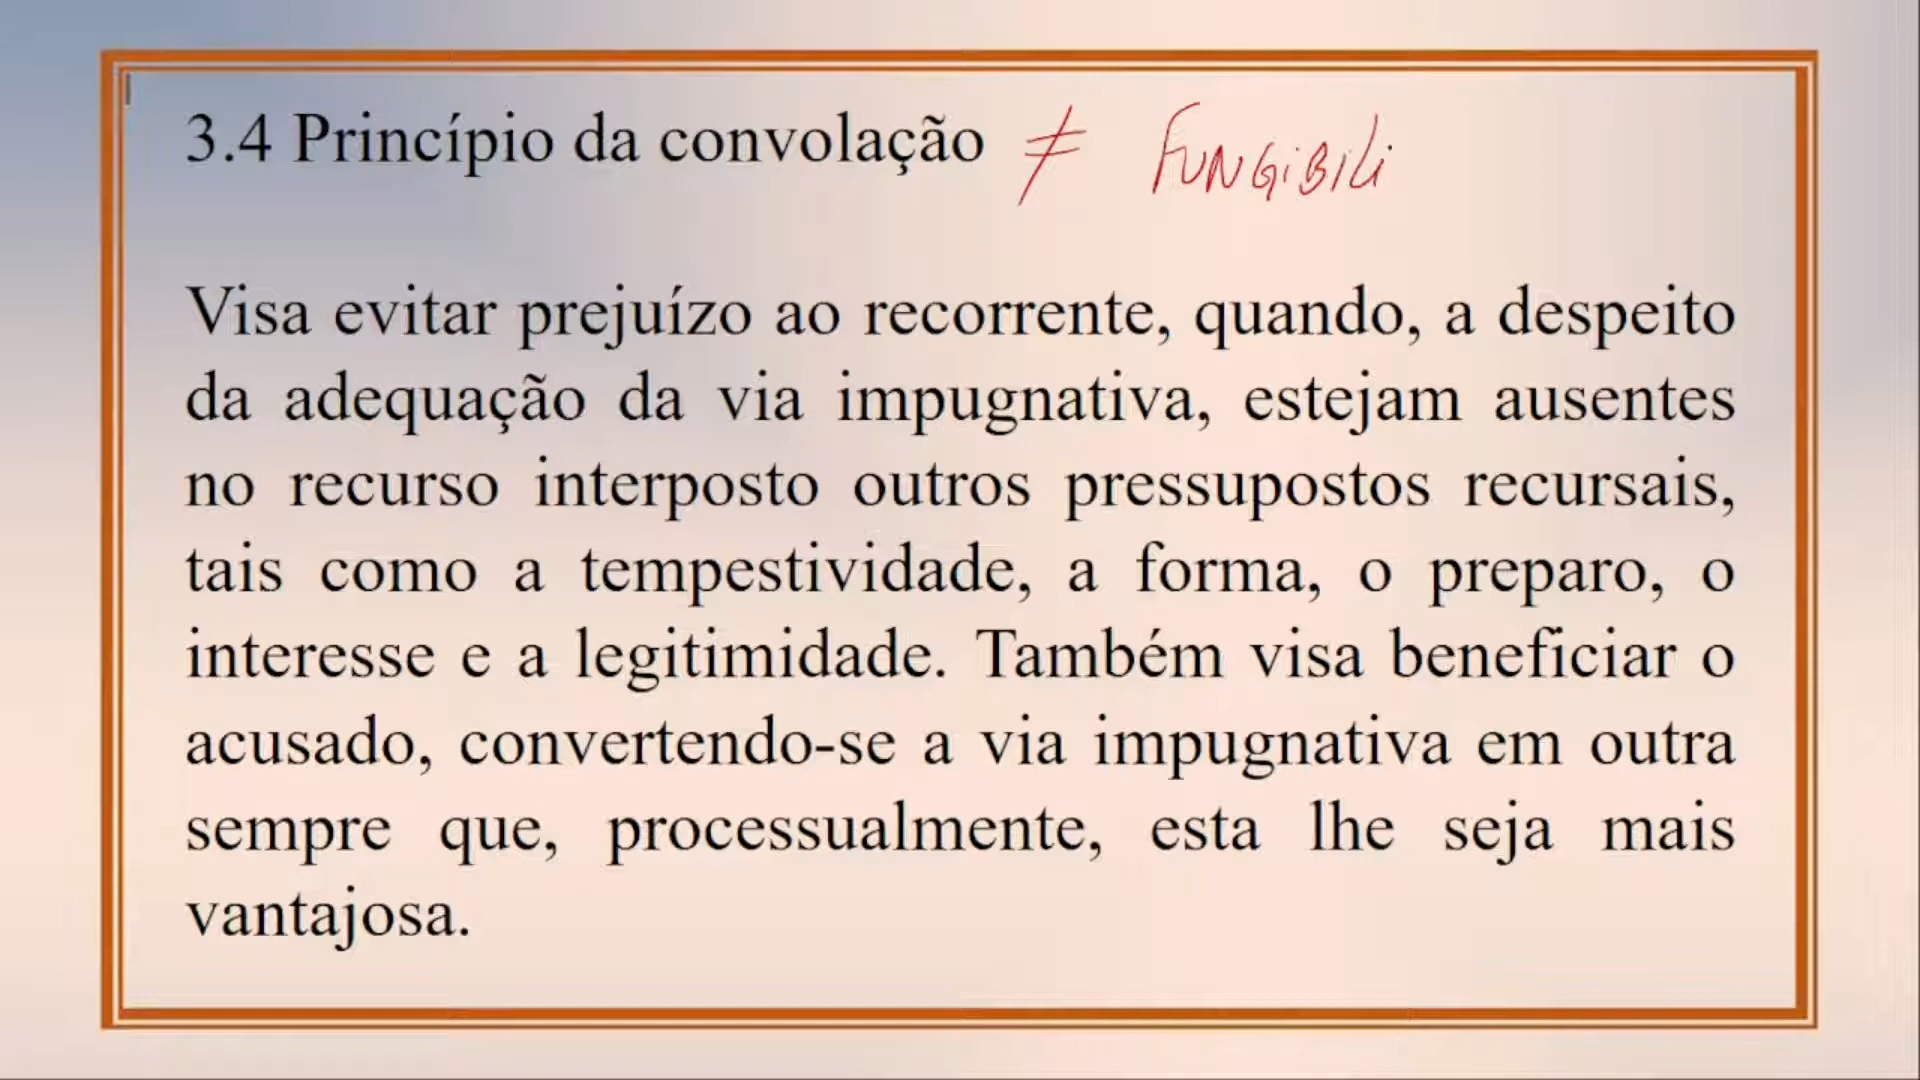 3.4 Princípio da convolação ≠ FUNGiBiLi
Visa evitar prejuízo ao recorrente, quando, a despeito
da adequação da via impugnativa, estejam ausentes
no recurso interposto outros pressupostos recursais,
tais como a tempestividade, a forma, o preparo, o
interesse e a legitimidade. Também visa beneficiar o
acusado, convertendo-se a via impugnativa em outra
sempre que, processualmente, esta lhe seja mais
vantajosa.